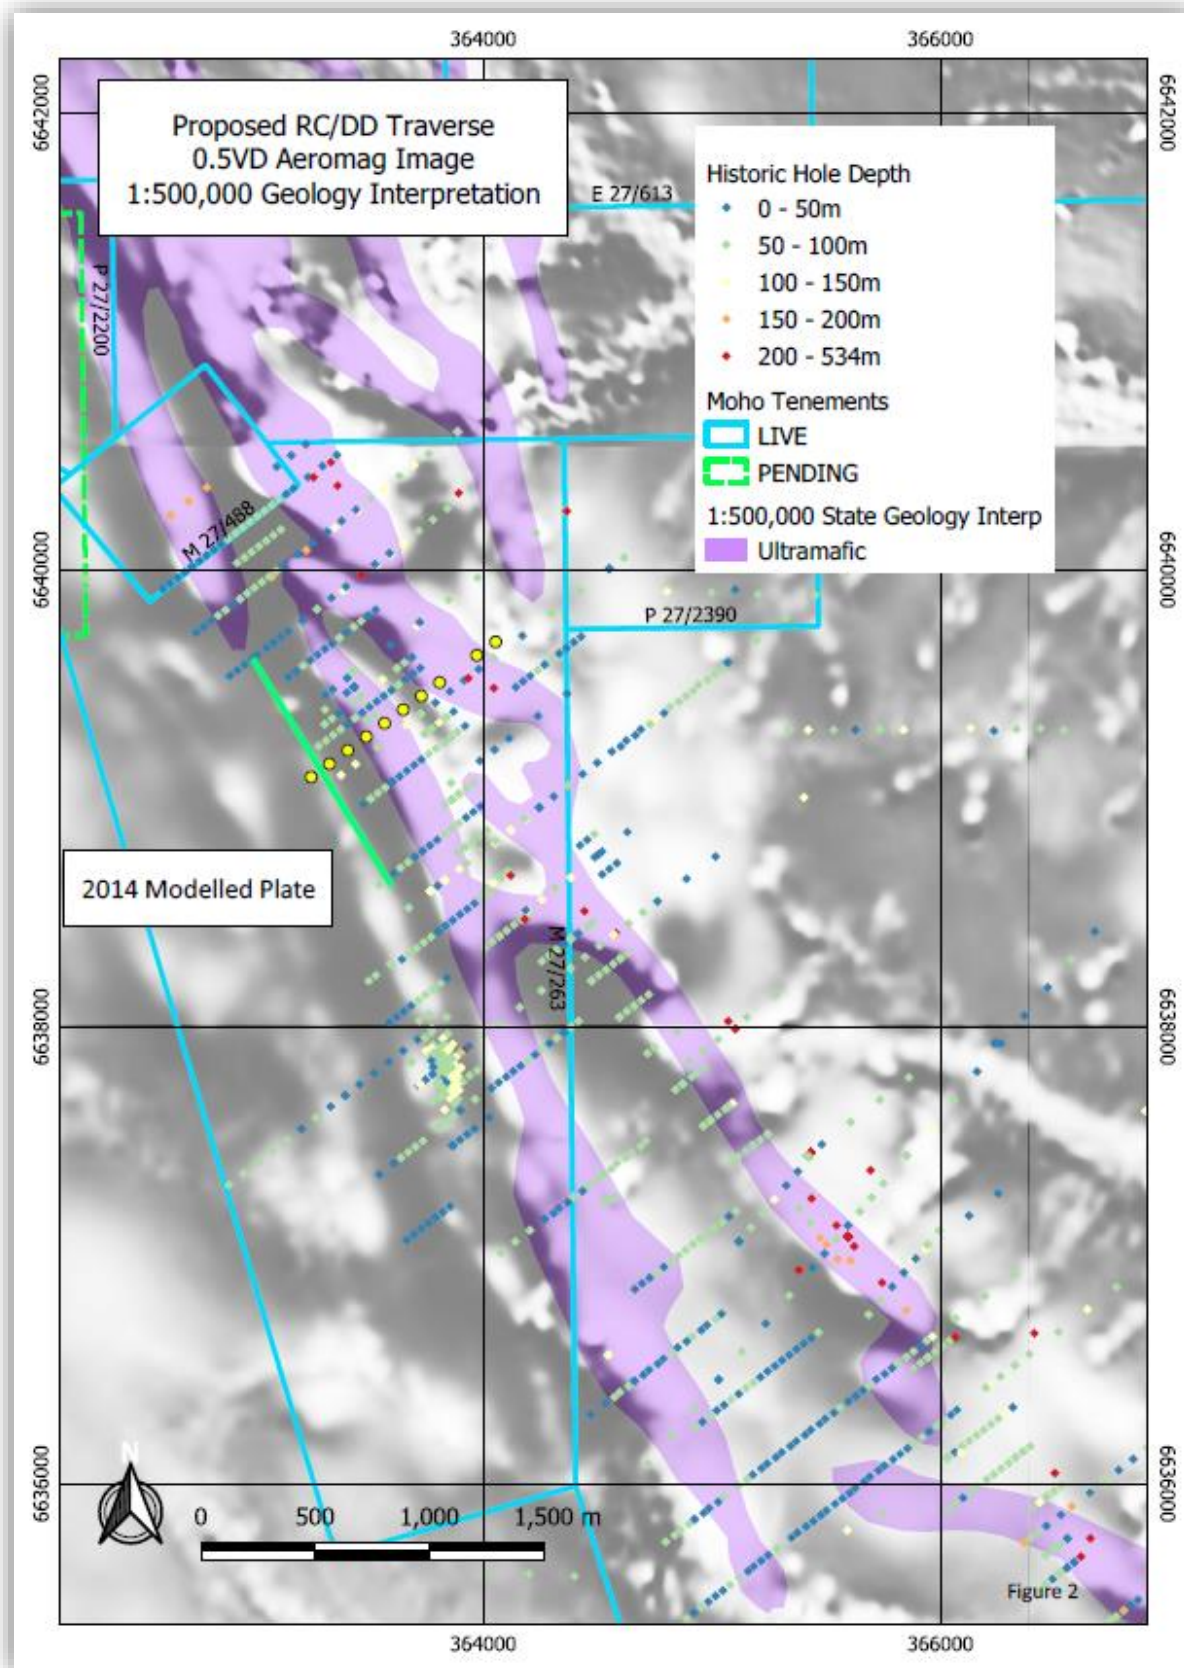 364000
366000
6642000
6642000
Proposed RC/DD Traverse
0.5VD Aeromag Image
1:500,000 Geology Interpretation
Historic Hole Depth
0 - 50m
50 - 100m
100 - 150m
150 - 200m
200 - 534m
Moho Tenements
LIVE
PENDING
1:500,000 State Geology Interp
Ultramafic
E 27/613
P 27/2200
M 27/488
6640000
6640000
P 27/2390
2014 Modelled Plate
M 27/263
6638000
6638000
N
0
500
1,000
1,500 m
6636000
6636000
Figure 2
364000
366000